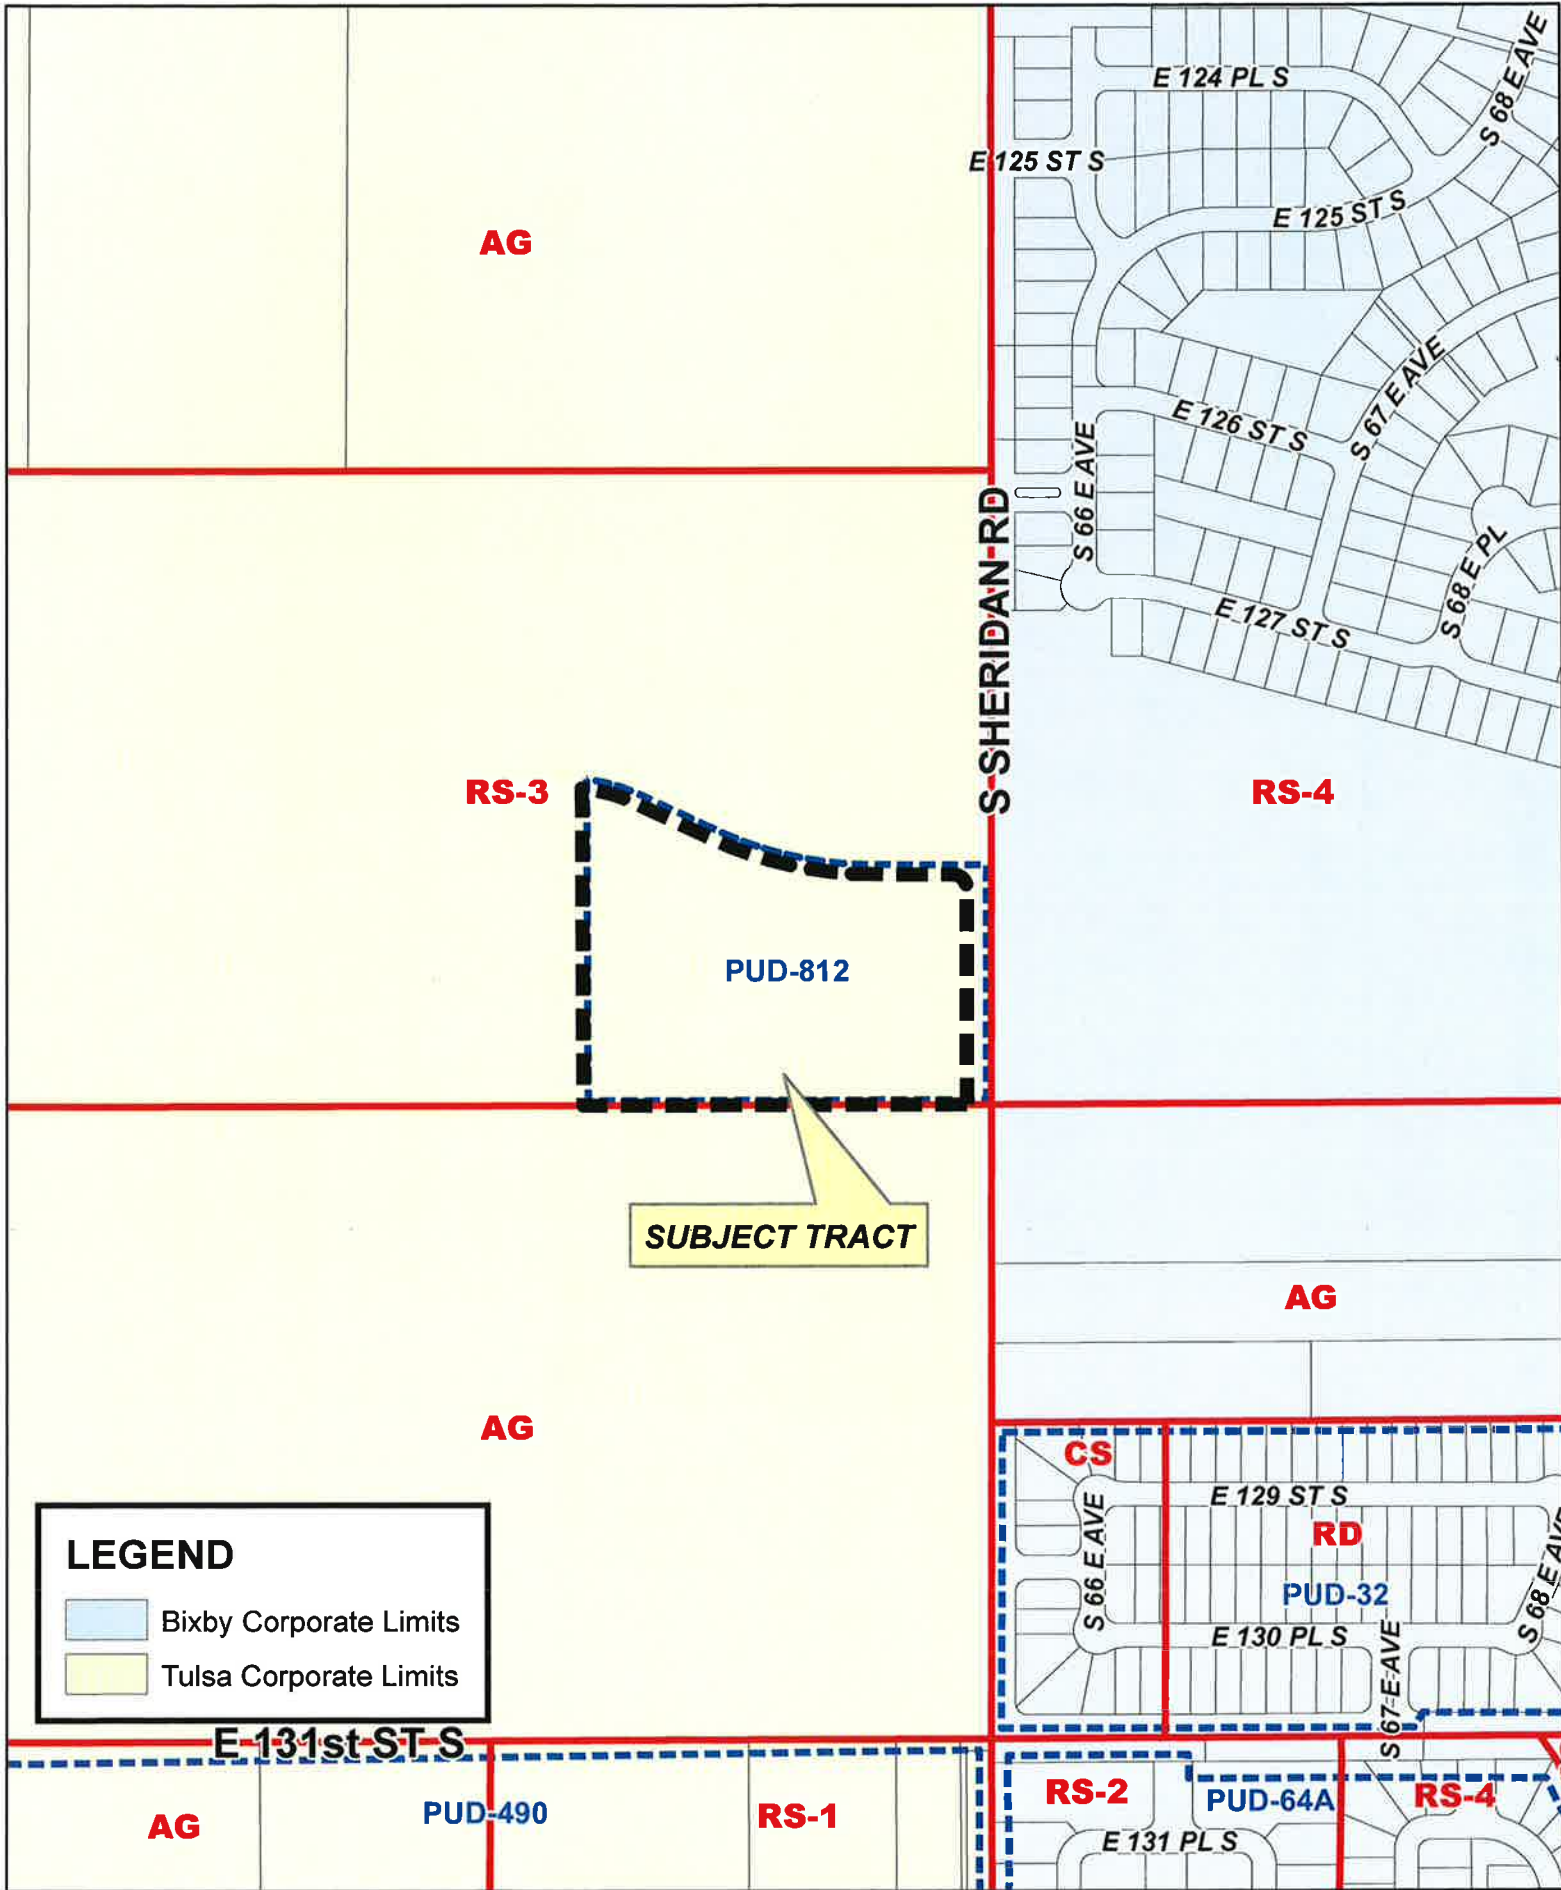 E 124 PL S
S 68 E AVE
E 125 ST S
E 125 ST S
AG
S 67 E AVE
E 126 ST S
S 66 E AVE
S SHERIDAN RD
S 68 E PL
E 127 ST S
RS-3
RS-4
PUD-812
SUBJECT TRACT
AG
AG
CS
E 129 ST S
S 66 E AVE
RD
S 68 E AVE
PUD-32
E 130 PL S
S 67 E AVE
LEGEND
Bixby Corporate Limits
Tulsa Corporate Limits
E 131st ST S
AG
PUD-490
RS-1
RS-2
PUD-64A
RS-4
E 131 PL S